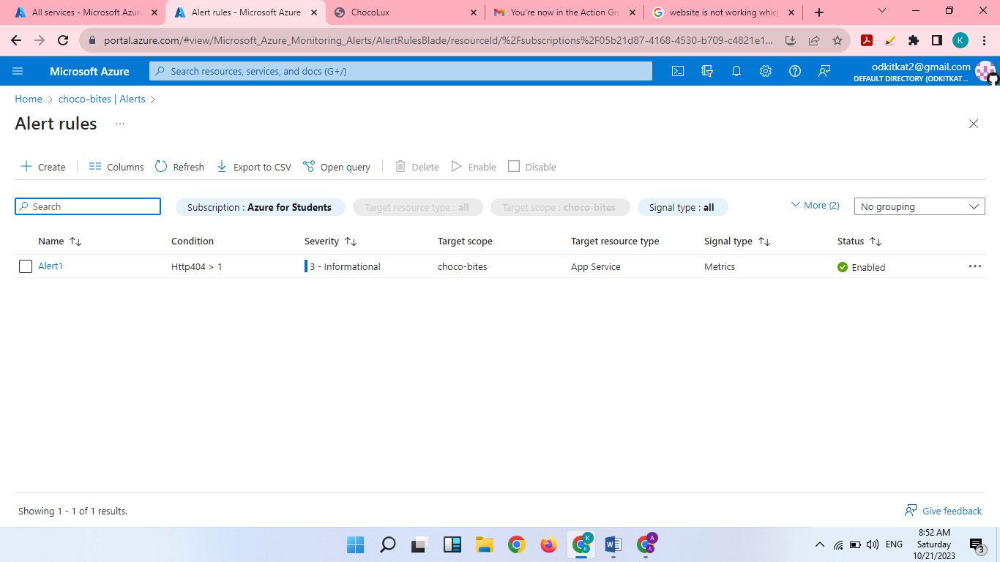 All services - Microsoft Azur
Alert rules - Microsoft Azure
ChocoLux
You're now in the Action Gro
website is not working whicl
portal.azure.com/#view/Microsoft_Azure_Monitoring_Alerts/AlertRulesBlade/resourceId/%2Fsubscriptions%2F05b21d87-4168-4530-b709-c4821e1...
K
Microsoft Azure
Search resources, services, and docs (G+/)
odkitkat2@gmail.com
DEFAULT DIRECTORY (ODKITKAT...
Home > choco-bites | Alerts >
Alert rules ...
Create
Columns
Refresh
Export to CSV
Open query
Delete
Enable
Disable
Search
Subscription : Azure for Students
Target resource type : all
Target scope : choco-bites
Signal type : all
More (2)
No grouping
Name Condition Severity Target scope Target resource type Signal type Status
Alert1 Http404 > 1 3 - Informational choco-bites App Service Metrics Enabled
Showing 1 - 1 of 1 results.
Give feedback
K
K
W
A
A
ENG
8:52 AM
Saturday
10/21/2023
3